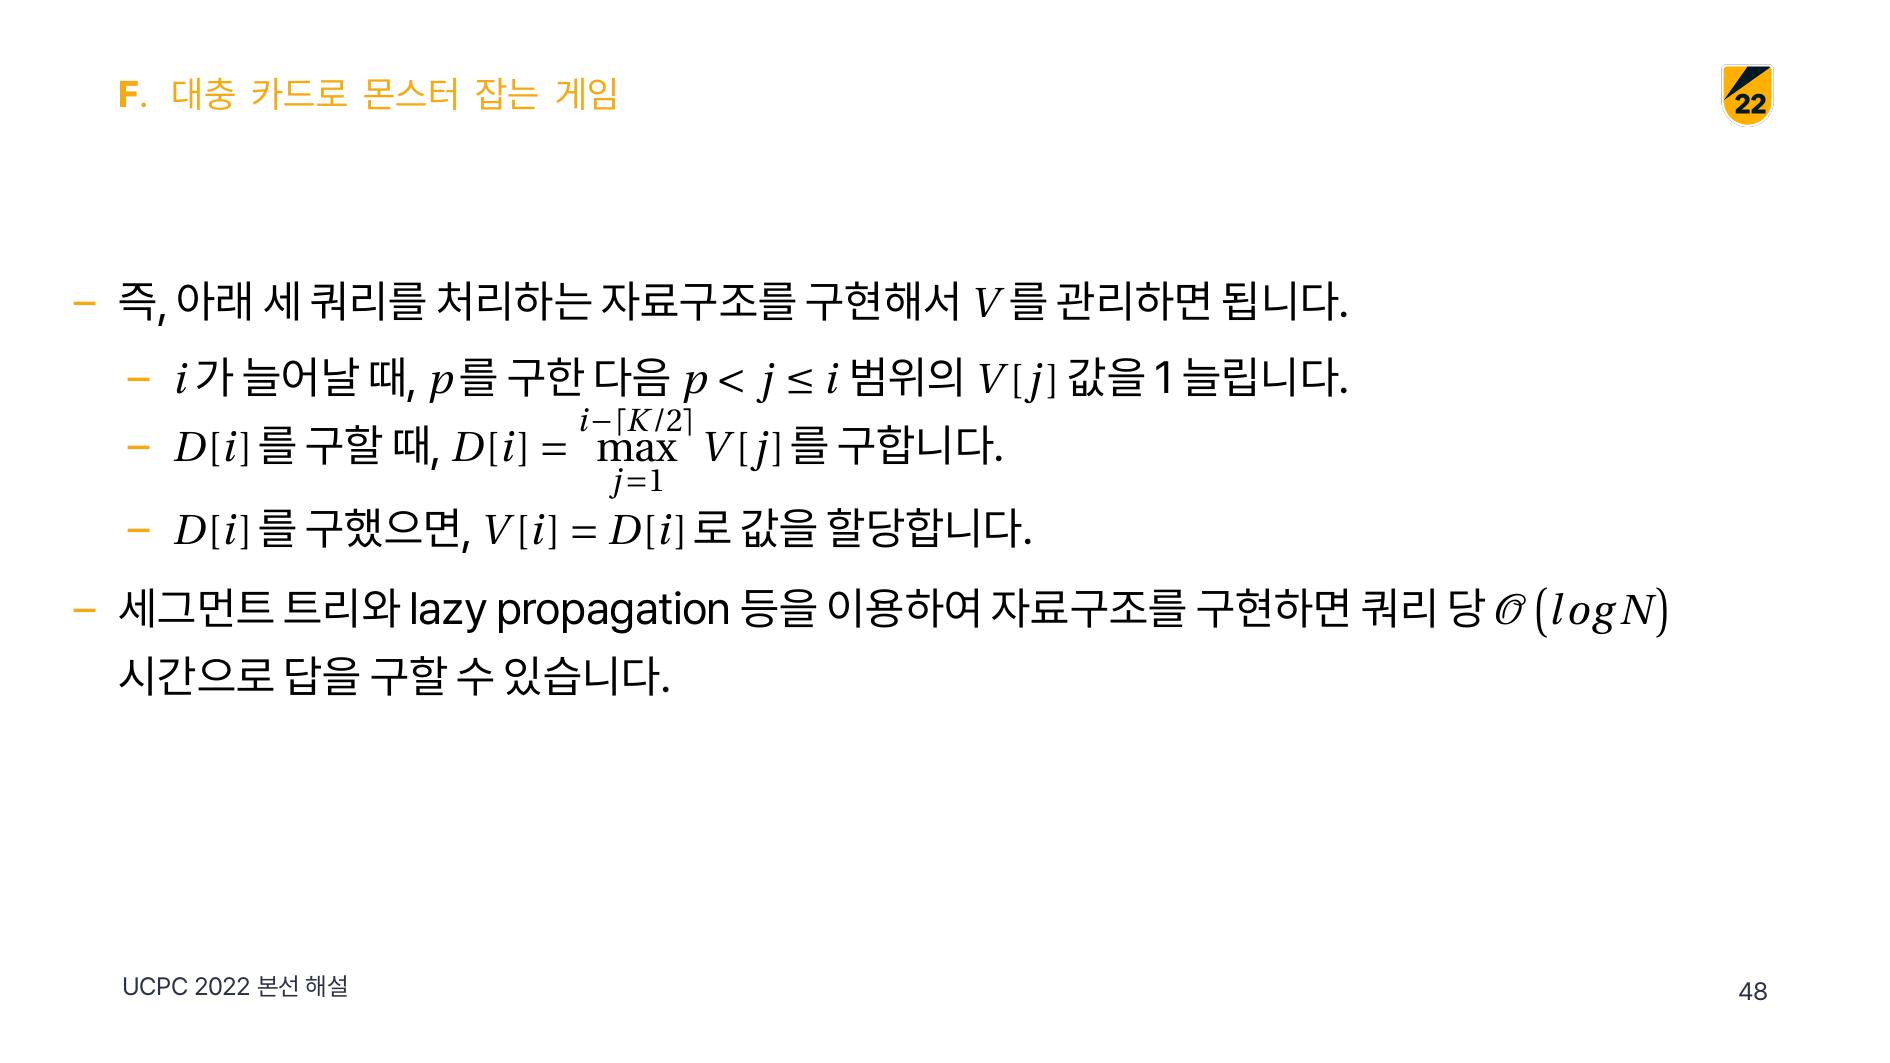 F. 대충 카드로 몬스터 잡는 게임
22
– 즉, 아래 세 쿼리를 처리하는 자료구조를 구현해서 V 를 관리하면 됩니다.
– i 가 늘어날 때, p를 구한 다음 p < j ≤ i 범위의 V[j] 값을 1 늘립니다.
– D[i]를 구할 때, D[i] = max_{j=1}^{i−⌈K/2⌉} V[j]를 구합니다.
– D[i]를 구했으면, V[i] = D[i]로 값을 할당합니다.
– 세그먼트 트리와 lazy propagation 등을 이용하여 자료구조를 구현하면 쿼리 당 𝒪(logN)
시간으로 답을 구할 수 있습니다.
UCPC 2022 본선 해설
48